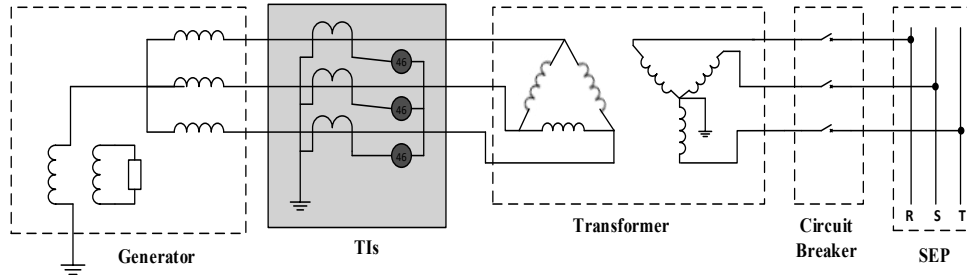 46
46
46
R S T
Generator
TIs
Transformer
Circuit
Breaker
SEP